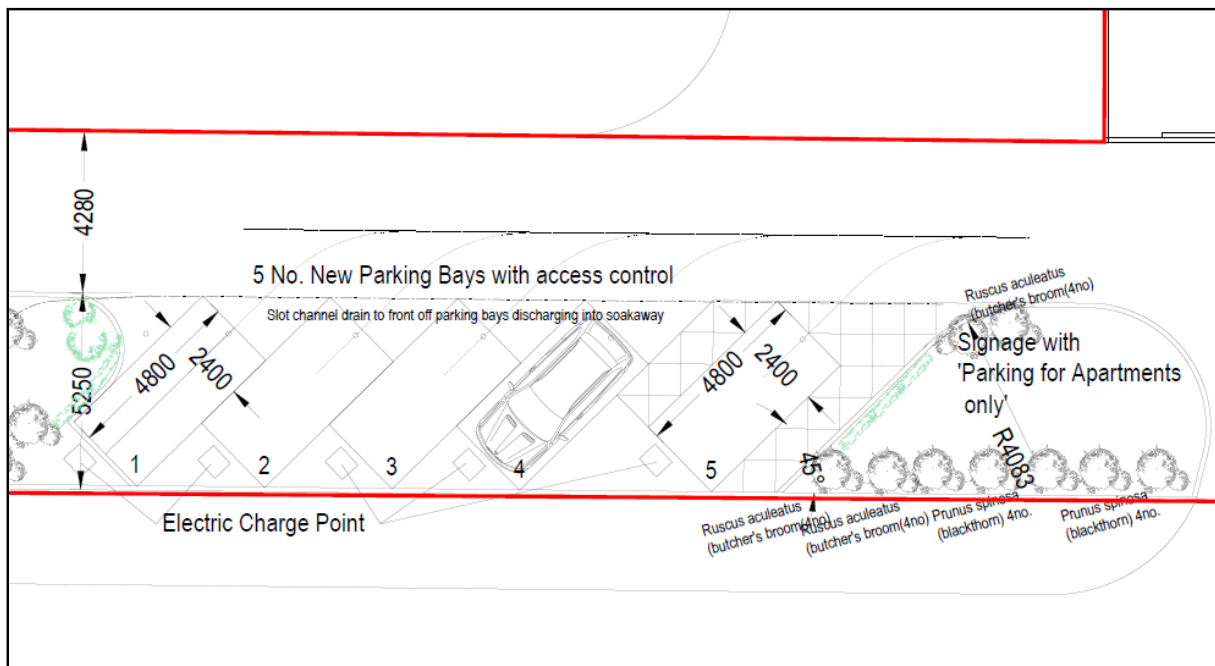 4280
5 No. New Parking Bays with access control
Slot channel drain to front off parking bays discharging into soakaway
Ruscus aculeatus
(butcher's broom(4no)
Signage with
'Parking for Apartments
only'
5250
4800
2400
4800
2400
R4083
1
2
3
4
5
45°
Electric Charge Point
Ruscus aculeatus
(butcher's broom(4no)
Ruscus aculeatus
(butcher's broom(4no)
Prunus spinosa
(blackthorn) 4no.
Prunus spinosa
(blackthorn) 4no.